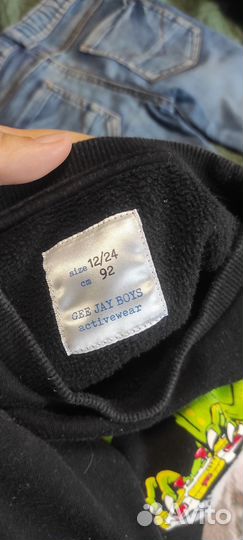 size 12/24
cm 92
GEE JAY BOYS
activewear
Avito